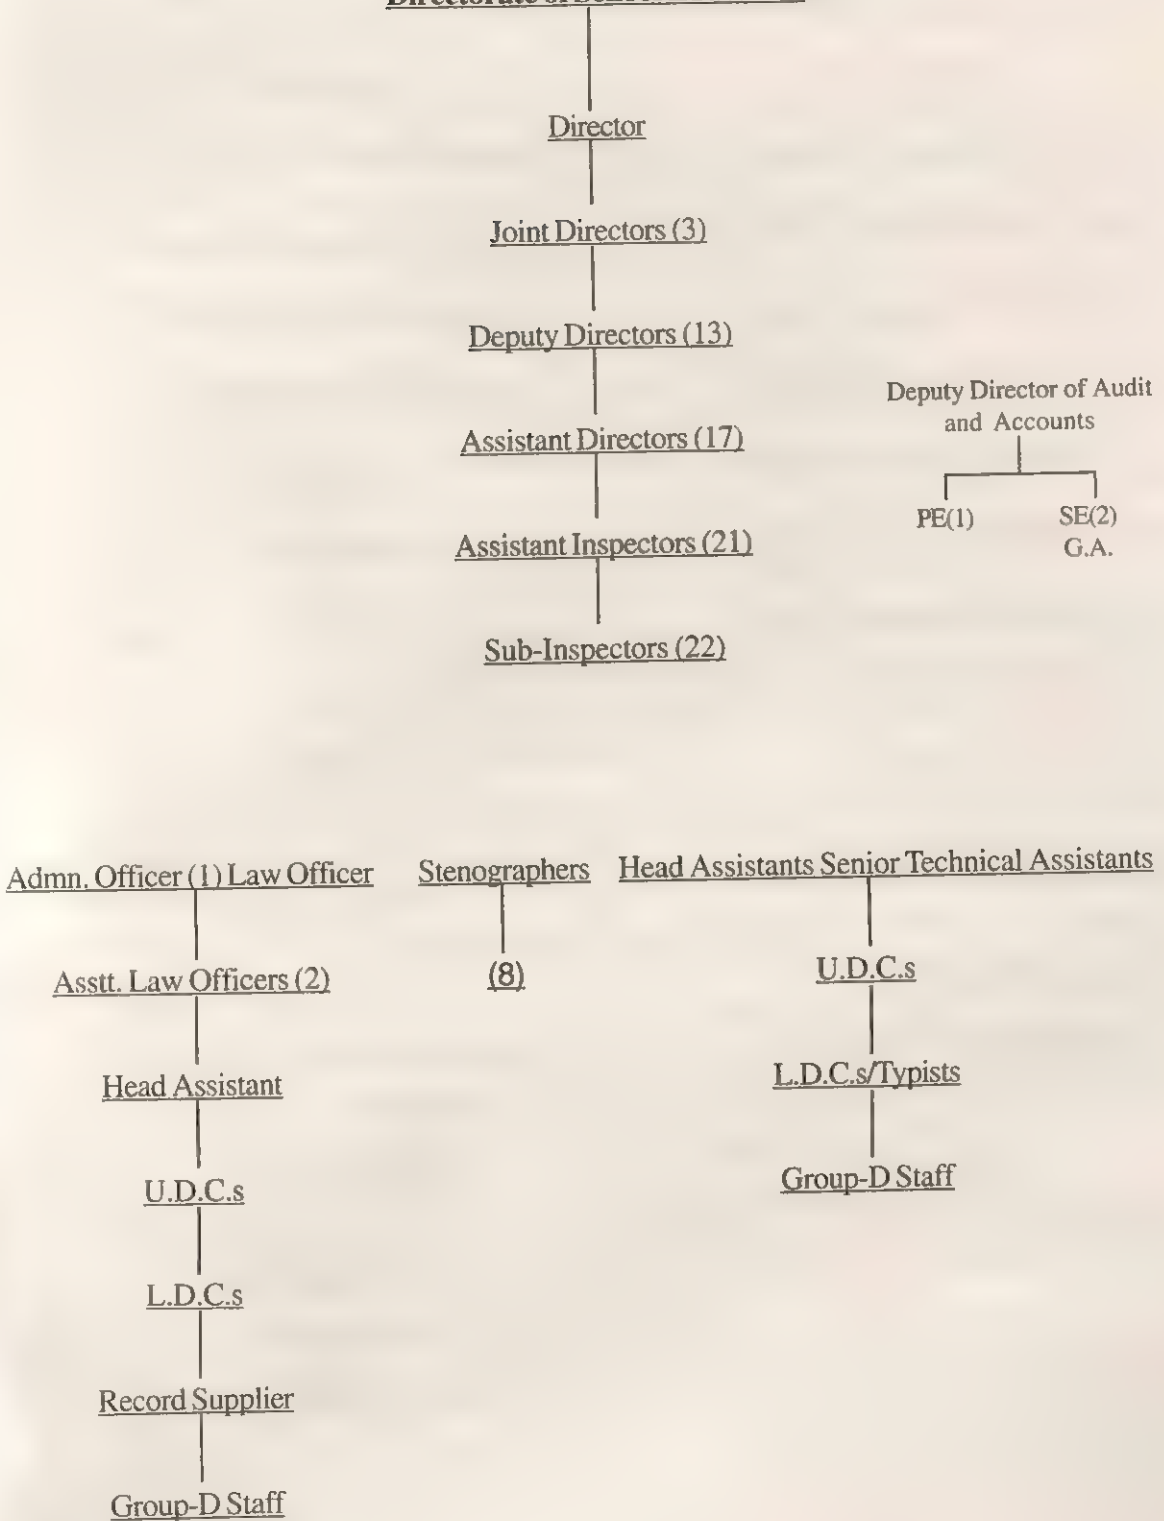 Directorate of
Director
Joint Directors (3)
Deputy Directors (13)
Deputy Director of Audit
and Accounts
Assistant Directors (17)
PE(1) SE(2)
G.A.
Assistant Inspectors (21)
Sub-Inspectors (22)
Admn. Officer (1) Law Officer Stenographers Head Assistants Senior Technical Assistants
Asstt. Law Officers (2) (8) U.D.C.s
Head Assistant L.D.C.s/Typists
U.D.C.s Group-D Staff
L.D.C.s
Record Supplier
Group-D Staff